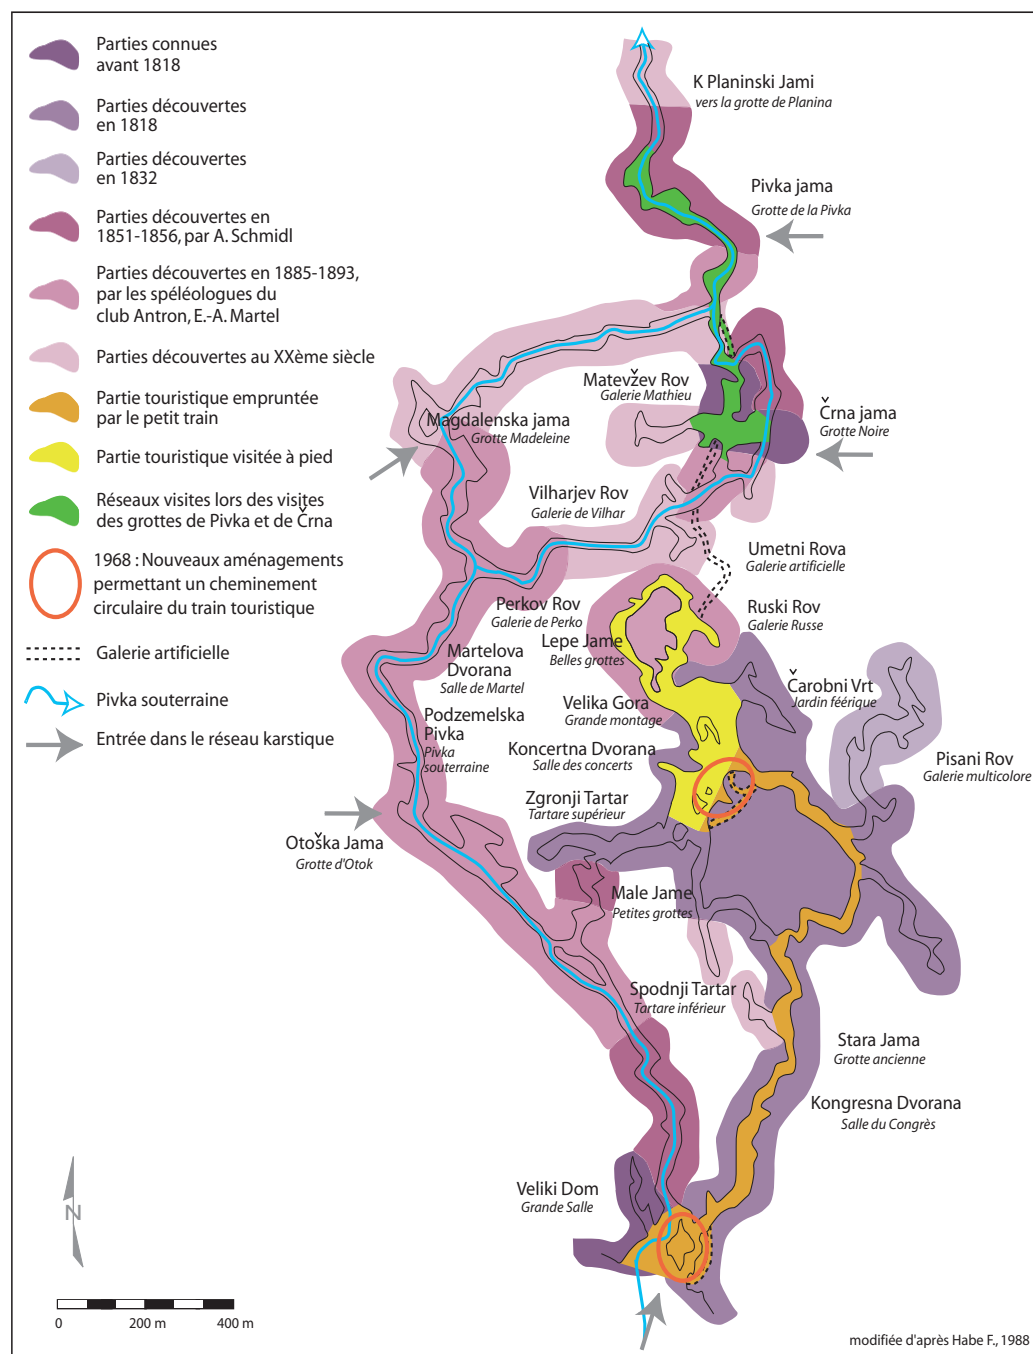 Parties connues
avant 1818
Parties découvertes
en 1818
Parties découvertes
en 1832
Parties découvertes en
1851-1856, par A. Schmidl
Parties découvertes en 1885-1893,
par les spéléologues du
club Antron, E.-A. Martel
Parties découvertes au XXème siècle
Partie touristique empruntée
par le petit train
Partie touristique visitée à pied
Réseaux visites lors des visites
des grottes de Pivka et de Črna
1968 : Nouveaux aménagements
permettant un cheminement
circulaire du train touristique
Galerie artificielle
Pivka souterraine
Entrée dans le réseau karstique
K Planinski Jami
vers la grotte de Planina
Pivka jama
Grotte de la Pivka
Matevžev Rov
Galerie Mathieu
Magdalenska jama
Grotte Madeleine
Črna jama
Grotte Noire
Vilharjev Rov
Galerie de Vilhar
Umetni Rova
Galerie artificielle
Perkov Rov
Galerie de Perko
Ruski Rov
Galerie Russe
Lepe Jame
Belles grottes
Martelova
Dvorana
Salle de Martel
Čarobni Vrt
Jardin féérique
Velika Gora
Grande montage
Podzemelska
Pivka
Pivka
souterraine
Koncertna Dvorana
Salle des concerts
Pisani Rov
Galerie multicolore
Zgronji Tartar
Tartare supérieur
Otoška Jama
Grotte d'Otok
Male Jame
Petites grottes
Spodnji Tartar
Tartare inférieur
Stara Jama
Grotte ancienne
Kongresna Dvorana
Salle du Congrès
Veliki Dom
Grande Salle
N
0 200 m 400 m
modifiée d'après Habe F., 1988